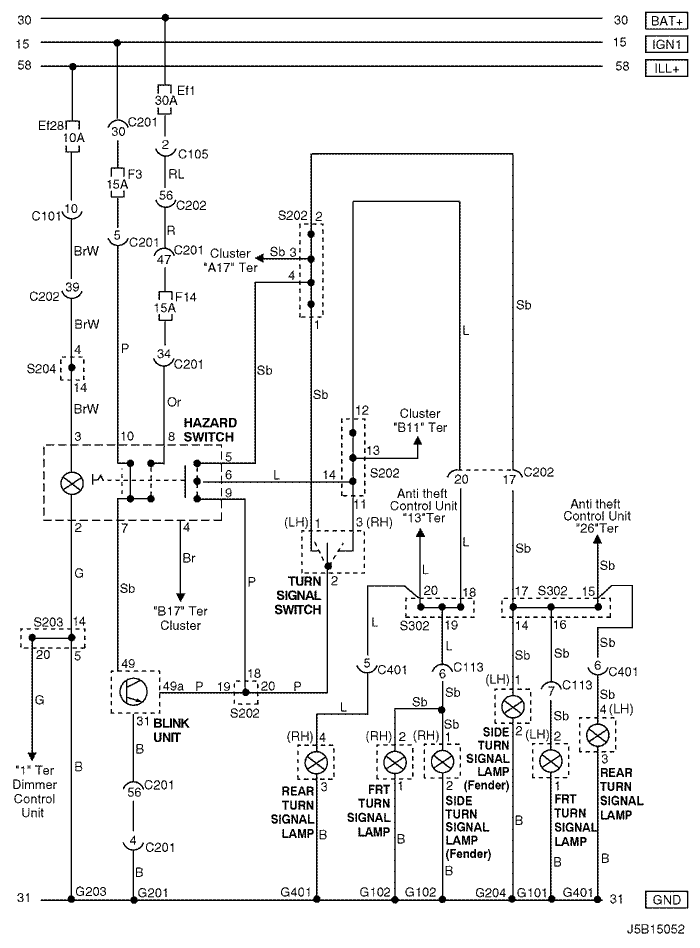 30 30 BAT+
15 15 IGN1
58 58 ILL+
Ef1
30A
Ef28
10A
C201
30
2
C105
F3
15A
RL
56
C202
10
C101
5
C201
R
C201
47
BrW
39
C202
F14
15A
BrW
P
34
C201
4
S204
14
BrW
Or
S202 2
Cluster
"A17" Ter
Sb 3
4
1
Sb
Sb
L
Sb
3 10 8
HAZARD
SWITCH
5
6
9
L
2 7 4
12
Cluster
"B11" Ter
13
14
S202
11
20 17 C202
(LH) 1 3 (RH)
2
TURN
SIGNAL
SWITCH
Anti theft
Control Unit
"13"Ter
Anti theft
Control Unit
"26"Ter
G
Sb
Br
P
L
L
Sb
Sb
"B17" Ter
Cluster
S203 14
20 5
G
B
49
49a P 19
18
20 P
S202
31
BLINK
UNIT
B
56
C201
4
C201
B
"1" Ter
Dimmer
Control
Unit
20 18
S302 19
L
5
C401
L
6
C113
Sb
Sb
Sb
17 S302 15
14 16
Sb
Sb
Sb
6
C401
Sb
7
C113
Sb
(RH) 4
3
REAR
TURN
SIGNAL
LAMP
B
(RH) 2
1
FRT
TURN
SIGNAL
LAMP
B
(RH) 1
2
SIDE
TURN
SIGNAL
LAMP
(Fender)
B
(LH) 1
2
SIDE
TURN
SIGNAL
LAMP
(Fender)
B
(LH) 2
1
FRT
TURN
SIGNAL
LAMP
B
4 (LH)
3
REAR
TURN
SIGNAL
LAMP
B
31 G203 G201 G401 G102 G102 G204 G101 G401 31 GND
J5B15052